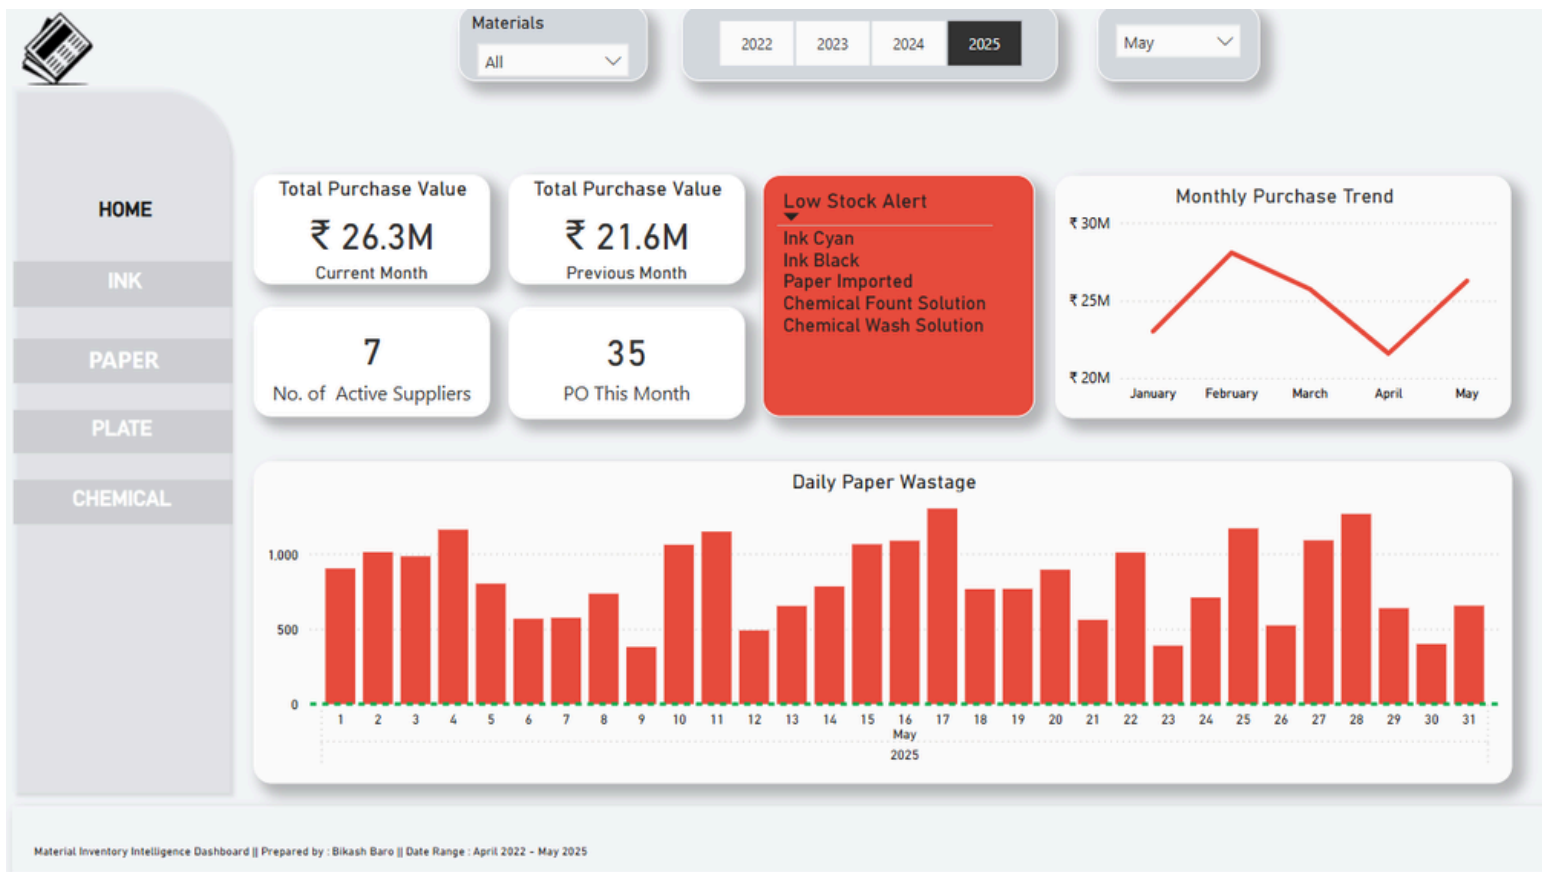 Materials
All
2022 2023 2024 2025
May
HOME
INK
PAPER
PLATE
CHEMICAL
Total Purchase Value
₹ 26.3M
Current Month
Total Purchase Value
₹ 21.6M
Previous Month
7
No. of Active Suppliers
35
PO This Month
Low Stock Alert
Ink Cyan
Ink Black
Paper Imported
Chemical Fount Solution
Chemical Wash Solution
Monthly Purchase Trend
₹ 30M
₹ 25M
₹ 20M
January February March April May
Daily Paper Wastage
1,000
500
0
1 2 3 4 5 6 7 8 9 10 11 12 13 14 15 16 17 18 19 20 21 22 23 24 25 26 27 28 29 30 31
May
2025
Material Inventory Intelligence Dashboard || Prepared by : Bikash Baro || Date Range : April 2022 - May 2025